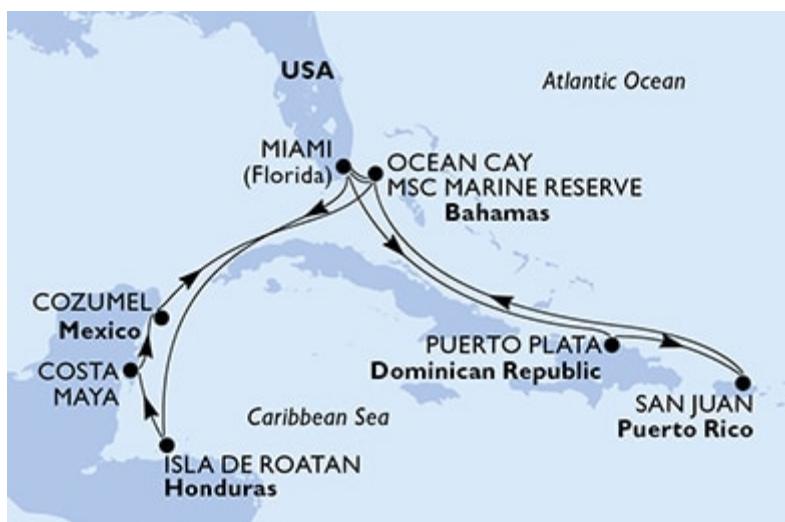 USA
Atlantic Ocean
MIAMI
(Florida)
OCEAN CAY
MSC MARINE RESERVE
Bahamas
COZUMEL
Mexico
COSTA
MAYA
PUERTO PLATA
Dominican Republic
SAN JUAN
Puerto Rico
Caribbean Sea
ISLA DE ROATAN
Honduras